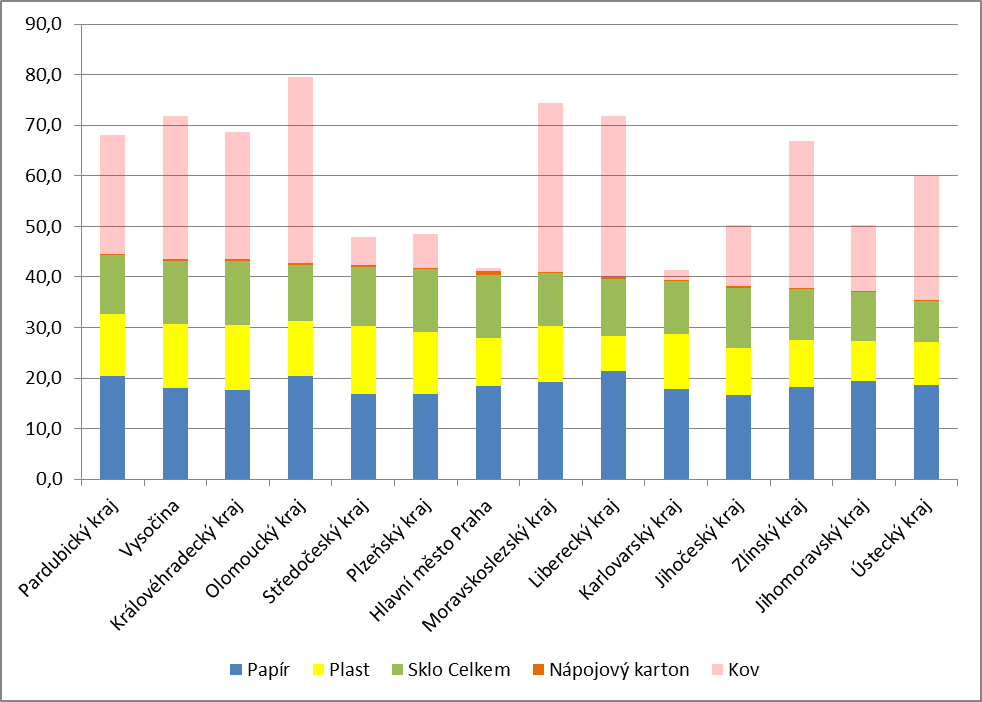 90,0
80,0
70,0
60,0
50,0
40,0
30,0
20,0
10,0
0,0
Pardubický kraj
Vysočina
Královéhradecký kraj
Olomoucký kraj
Středočeský kraj
Plzeňský kraj
Hlavní město Praha
Moravskoslezský kraj
Liberecký kraj
Karlovarský kraj
Jihočeský kraj
Zlínský kraj
Jihomoravský kraj
Ústecký kraj
Papír Plast Sklo Celkem Nápojový karton Kov